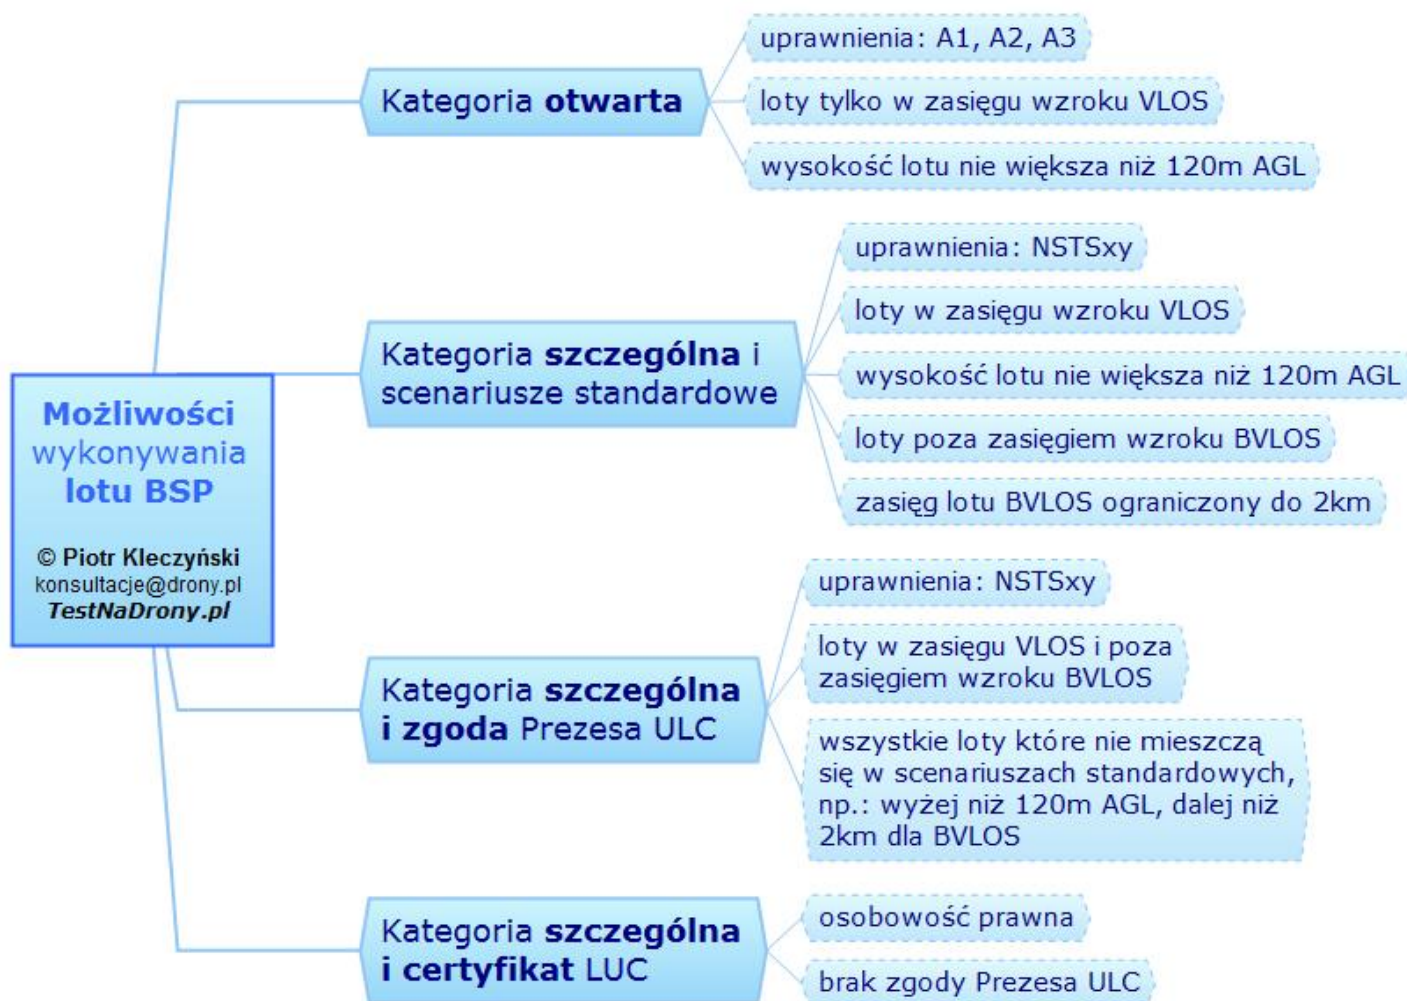 Możliwości
wykonywania
lotu BSP
© Piotr Kleczyński
konsultacje@drony.pl
TestNaDrony.pl
Kategoria otwarta
uprawnienia: A1, A2, A3
loty tylko w zasięgu wzroku VLOS
wysokość lotu nie większa niż 120m AGL
Kategoria szczególna i
scenariusze standardowe
uprawnienia: NSTSxy
loty w zasięgu wzroku VLOS
wysokość lotu nie większa niż 120m AGL
loty poza zasięgiem wzroku BVLOS
zasięg lotu BVLOS ograniczony do 2km
Kategoria szczególna
i zgoda Prezesa ULC
uprawnienia: NSTSxy
loty w zasięgu VLOS i poza
zasięgiem wzroku BVLOS
wszystkie loty które nie mieszczą
się w scenariuszach standardowych,
np.: wyżej niż 120m AGL, dalej niż
2km dla BVLOS
Kategoria szczególna
i certyfikat LUC
osobowość prawna
brak zgody Prezesa ULC